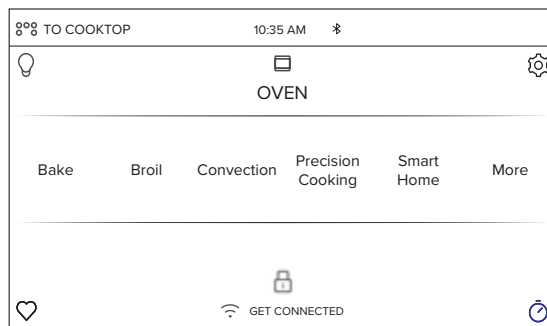 TO COOKTOP 10:35 AM
OVEN
Bake Broil Convection Precision Cooking Smart Home More
GET CONNECTED